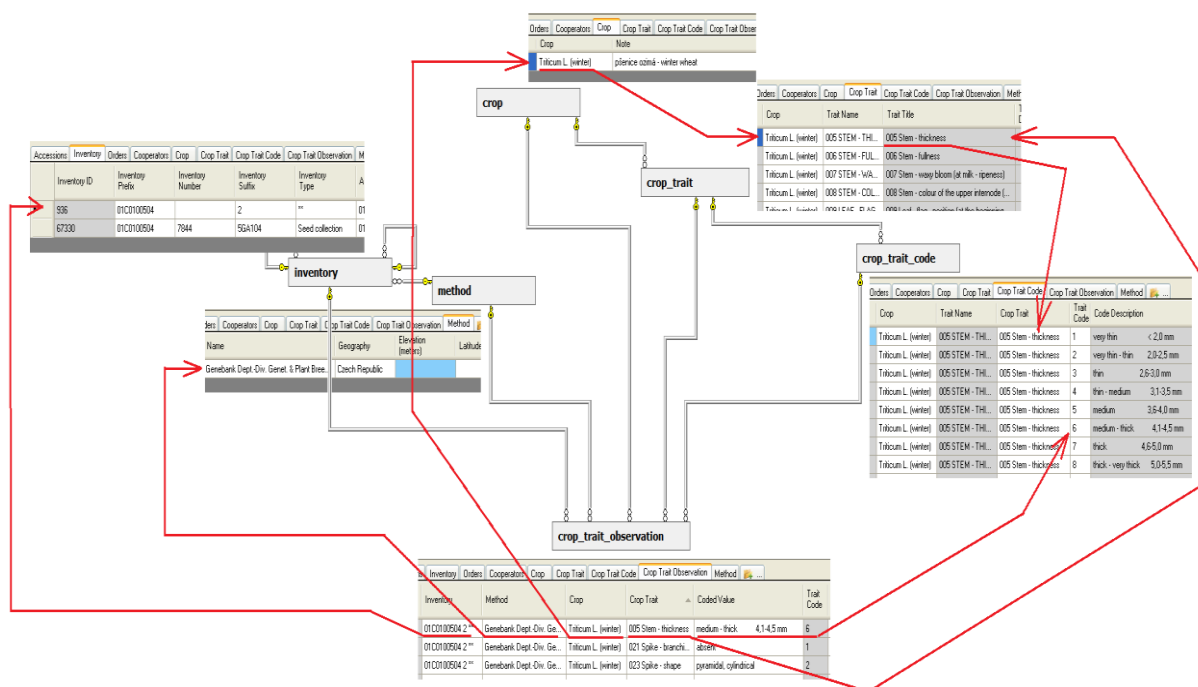 Orders Cooperators Crop Crop Trait Crop Trait Code Crop Trait Obser
Crop Note
Triticum L. (winter) pšenice ozimá - winter wheat
crop
Orders Cooperators Crop Crop Trait Crop Trait Code Crop Trait Observation Meth
Crop Trait Name Trait Title
Triticum L. (winter) 005 STEM - THI... 005 Stem - thickness
Triticum L. (winter) 006 STEM - FUL... 006 Stem - fullness
Triticum L. (winter) 007 STEM - WA... 007 Stem - waxy bloom (at milk - ripeness)
Triticum L. (winter) 008 STEM - COL... 008 Stem - colour of the upper internode (...
crop_trait
Accessions Inventory Orders Cooperators Crop Crop Trait Crop Trait Code Crop Trait Observation M
Inventory ID Inventory Prefix Inventory Number Inventory Suffix Inventory Type A
936 01C0100504 2 ** 01
67330 01C0100504 7844 5GA104 Seed collection 01
inventory
method
crop_trait_code
ders Cooperators Crop Crop Trait Crop Trait Code Crop Trait Observation Method
Name Geography Elevation (meters) Latitude
Genebank Dept.-Div. Genet. & Plant Bree... Czech Republic
Orders Cooperators Crop Crop Trait Crop Trait Code Crop Trait Observation Method ...
Crop Trait Name Crop Trait Trait Code Code Description
Triticum L. (winter) 005 STEM - THI... 005 Stem - thickness 1 very thin < 2,0 mm
Triticum L. (winter) 005 STEM - THI... 005 Stem - thickness 2 very thin - thin 2,0-2,5 mm
Triticum L. (winter) 005 STEM - THI... 005 Stem - thickness 3 thin 2,6-3,0 mm
Triticum L. (winter) 005 STEM - THI... 005 Stem - thickness 4 thin - medium 3,1-3,5 mm
Triticum L. (winter) 005 STEM - THI... 005 Stem - thickness 5 medium 3,6-4,0 mm
Triticum L. (winter) 005 STEM - THI... 005 Stem - thickness 6 medium - thick 4,1-4,5 mm
Triticum L. (winter) 005 STEM - THI... 005 Stem - thickness 7 thick 4,6-5,0 mm
Triticum L. (winter) 005 STEM - THI... 005 Stem - thickness 8 thick - very thick 5,0-5,5 mm
crop_trait_observation
Inventory Orders Cooperators Crop Crop Trait Crop Trait Code Crop Trait Observation Method ...
Inventory Method Crop Crop Trait Coded Value Trait Code
01C0100504 2 ** Genebank Dept.-Div. Ge... Triticum L. (winter) 005 Stem - thickness medium - thick 4,1-4,5 mm 6
01C0100504 2 ** Genebank Dept.-Div. Ge... Triticum L. (winter) 021 Spike - branchi... absent 1
01C0100504 2 ** Genebank Dept.-Div. Ge... Triticum L. (winter) 023 Spike - shape pyramidal, cylindrical 2